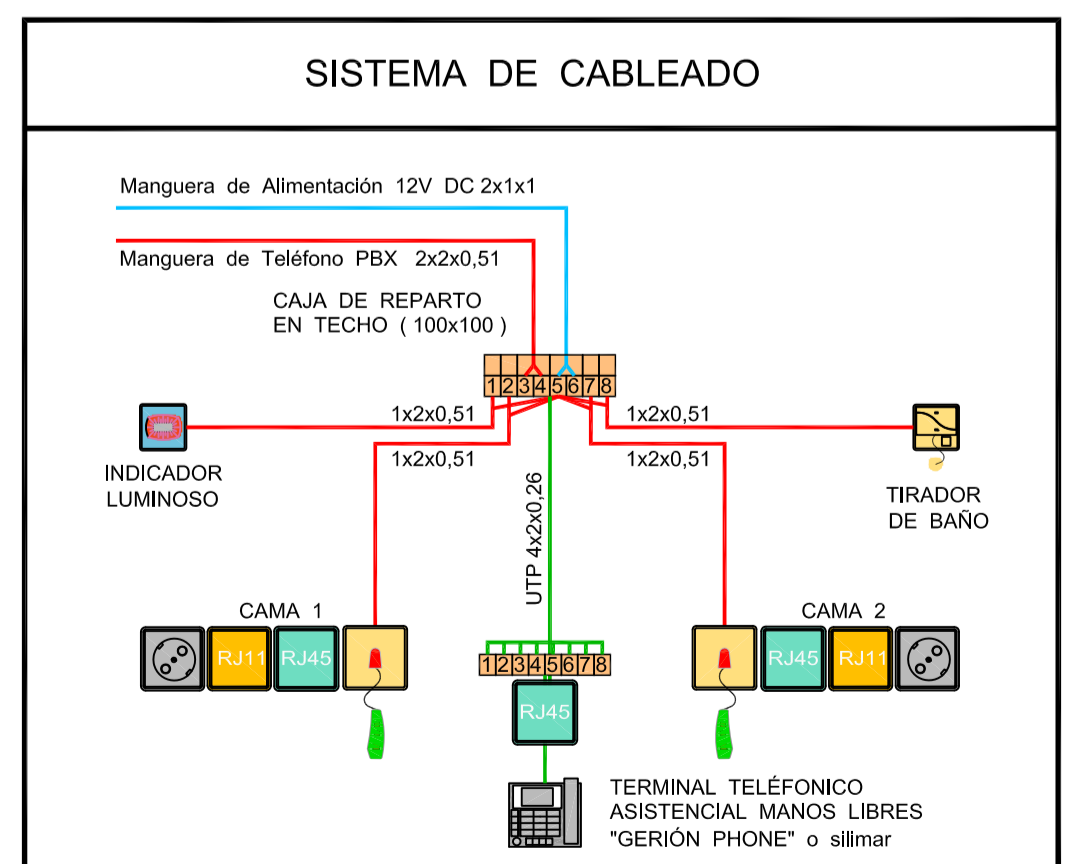 SISTEMA DE CABLEADO
Manguera de Alimentación 12V DC 2x1x1
Manguera de Teléfono PBX 2x2x0,51
CAJA DE REPARTO
EN TECHO ( 100x100 )
1 2 3 4 5 6 7 8
1x2x0,51
1x2x0,51
1x2x0,51
1x2x0,51
INDICADOR
LUMINOSO
TIRADOR
DE BAÑO
UTP 4x2x0,26
CAMA 1
RJ11
RJ45
CAMA 2
RJ45
RJ11
1 2 3 4 5 6 7 8
RJ45
TERMINAL TELÉFONICO
ASISTENCIAL MANOS LIBRES
"GERIÓN PHONE" o silimar